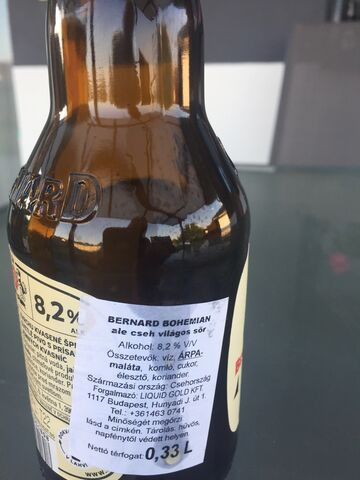 ARD
8,2%
BERNARD BOHEMIAN
ale cseh világos sör
Alkohol: 8,2 % V/V
Összetevők: víz, ÁRPA-
maláta, komló, cukor,
élesztő, koriander.
Származási ország: Csehország
Forgalmazó: LIQUID GOLD KFT.
1117 Budapest, Hunyadi J. út 1.
Tel.: +361463 0741
Minőségét megőrzi
lásd a címkén. Tárolás: hűvös,
napfénytől védett helyen
Nettó térfogat: 0,33 L
KVAŠENÉ